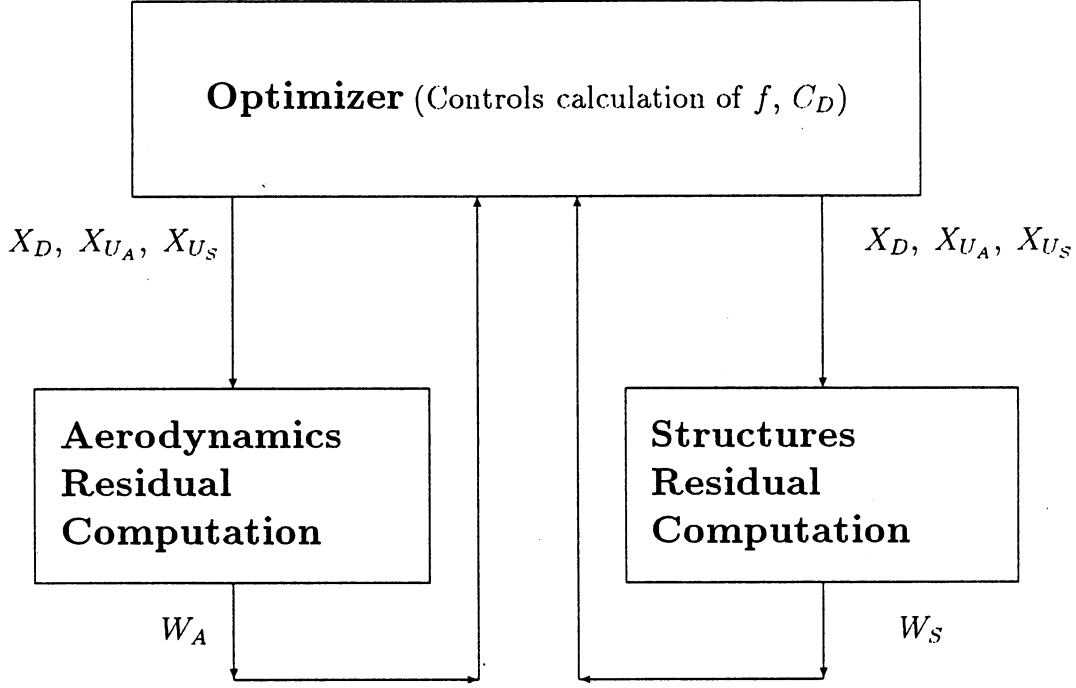 Optimizer (Controls calculation of f, C_D)
X_D, X_{U_A}, X_{U_S}
X_D, X_{U_A}, X_{U_S}
Aerodynamics
Residual
Computation
Structures
Residual
Computation
W_A
W_S